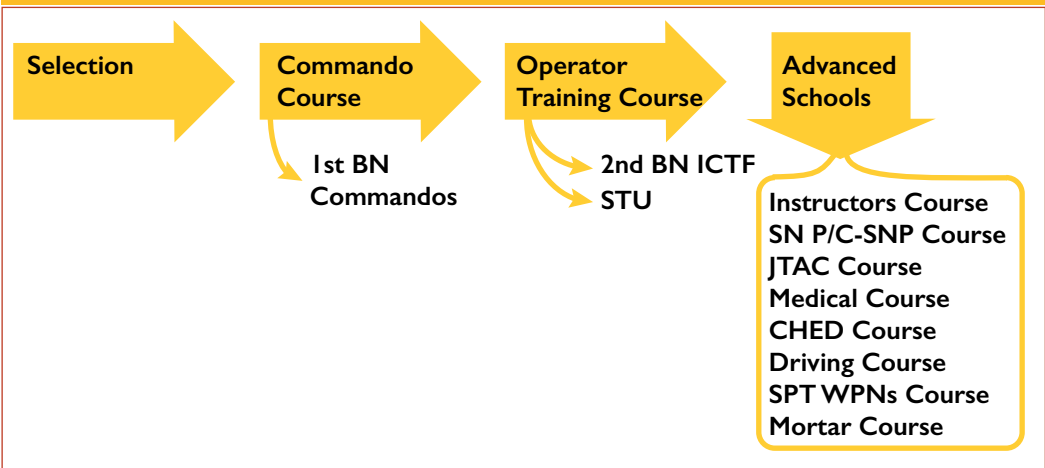 Selection
Commando
Course
Operator
Training Course
Advanced
Schools
1st BN
Commandos
2nd BN ICTF
STU
Instructors Course
SN P/C-SNP Course
JTAC Course
Medical Course
CHED Course
Driving Course
SPT WPNs Course
Mortar Course